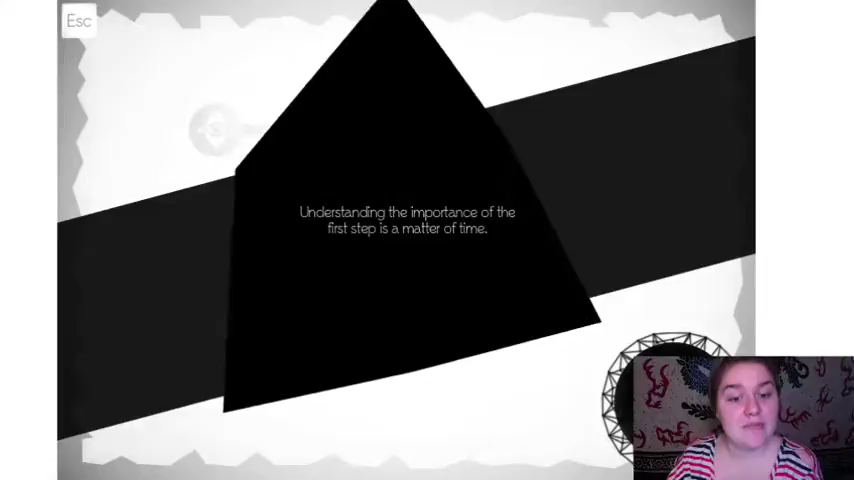 Esc
Understanding the importance of the
first step is a matter of time.